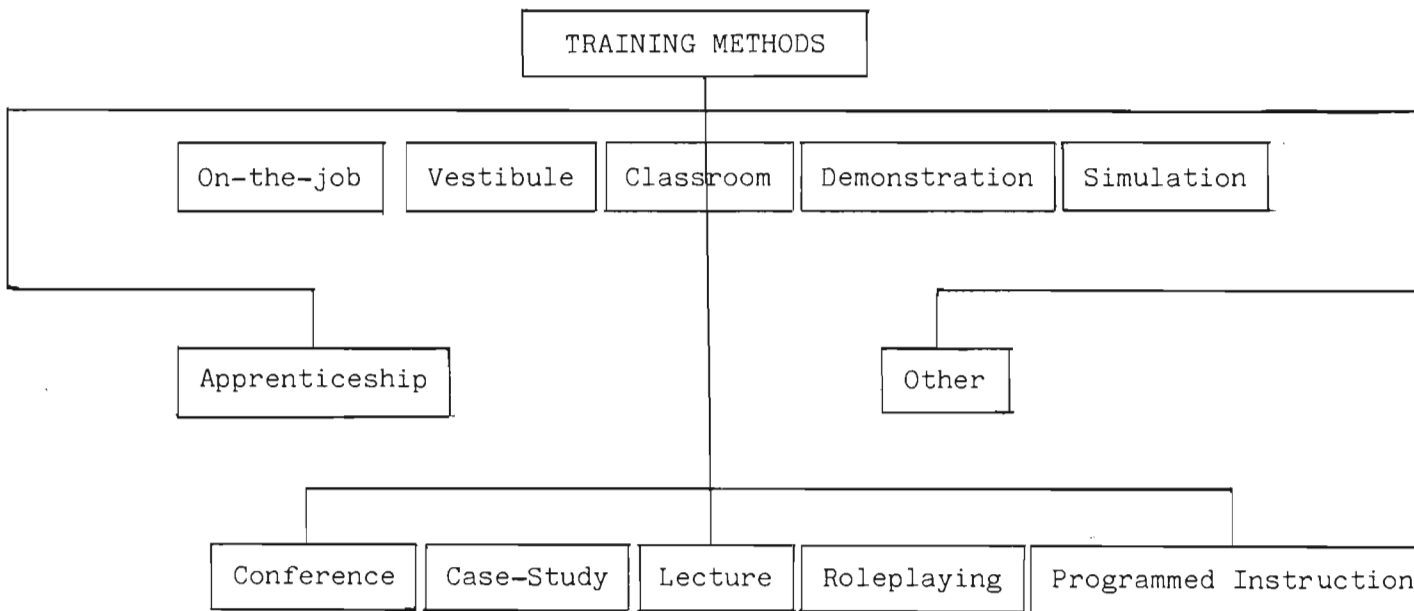 TRAINING METHODS
On-the-job Vestibule Classroom Demonstration Simulation
Apprenticeship Other
Conference Case-Study Lecture Roleplaying Programmed Instruction